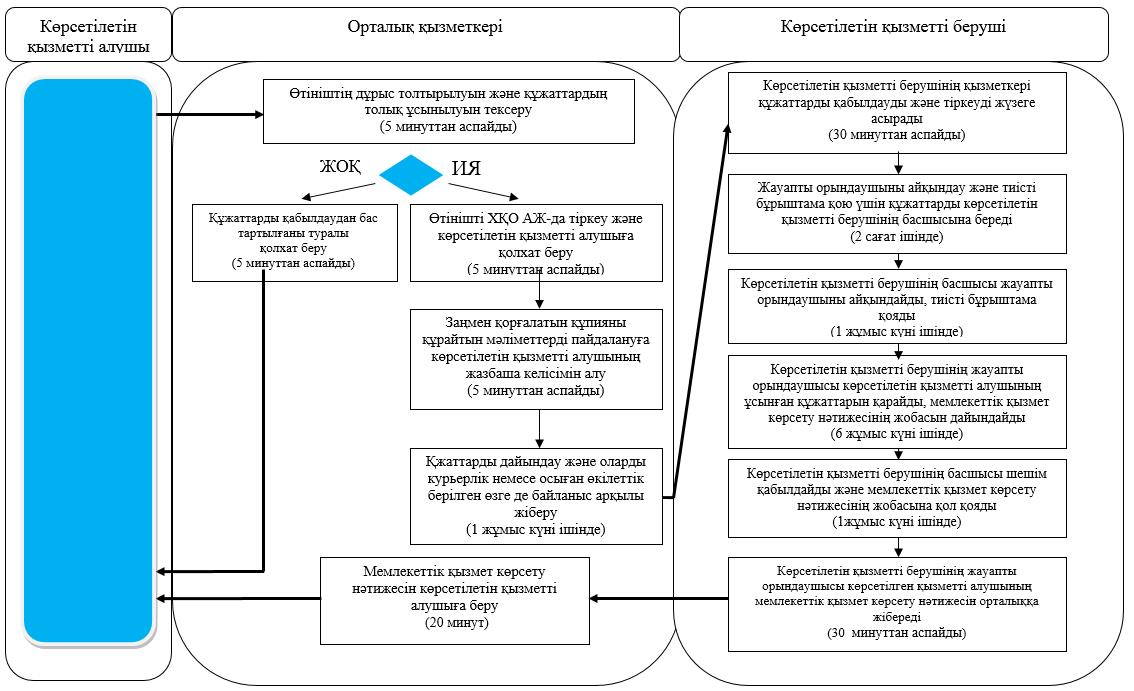 Көрсетілетін
қызметті алушы
Орталық қызметкері
Көрсетілетін қызметті беруші
Өтініштің дұрыс толтырылуын және құжаттардың
толық ұсынылуын тексеру
(5 минуттан аспайды)
ЖОҚ
ИЯ
Құжаттарды қабылдаудан бас
тартылғаны туралы
қолхат беру
(5 минуттан аспайды)
Өтінішті ХҚО АЖ-да тіркеу және
көрсетілетін қызметті алушыға
қолхат беру
(5 минуттан аспайды)
Заңмен қорғалатын құпияны
құрайтын мәліметтерді пайдалануға
көрсетілетін қызметті алушының
жазбаша келісімін алу
(5 минуттан аспайды)
Қжаттарды дайындау және оларды
курьерлік немесе осыған өкілеттік
берілген өзге де байланыс арқылы
жіберу
(1 жұмыс күні ішінде)
Көрсетілетін қызметті берушінің қызметкері
құжаттарды қабылдауды және тіркеуді жүзеге
асырады
(30 минуттан аспайды)
Жауапты орындаушыны айқындау және тиісті
бұрыштама қою үшін құжаттарды көрсетілетін
қызметті берушінің басшысына береді
(2 сағат ішінде)
Көрсетілетін қызметті берушінің басшысы жауапты
орындаушыны айқындайды, тиісті бұрыштама
қояды
(1 жұмыс күні ішінде)
Көрсетілетін қызметті берушінің жауапты
орындаушысы көрсетілетін қызметті алушының
ұсынған құжаттарын қарайды, мемлекеттік қызмет
көрсету нәтижесінің жобасын дайындайды
(6 жұмыс күні ішінде)
Көрсетілетін қызметті берушінің басшысы шешім
қабылдайды және мемлекеттік қызмет көрсету
нәтижесінің жобасына қол қояды
(1жұмыс күні ішінде)
Көрсетілетін қызметті берушінің жауапты
орындаушысы көрсетілген қызметті алушының
мемлекеттік қызмет көрсету нәтижесін орталыққа
жібереді
(30 минуттан аспайды)
Мемлекеттік қызмет көрсету
нәтижесін көрсетілетін қызметті
алушыға беру
(20 минут)